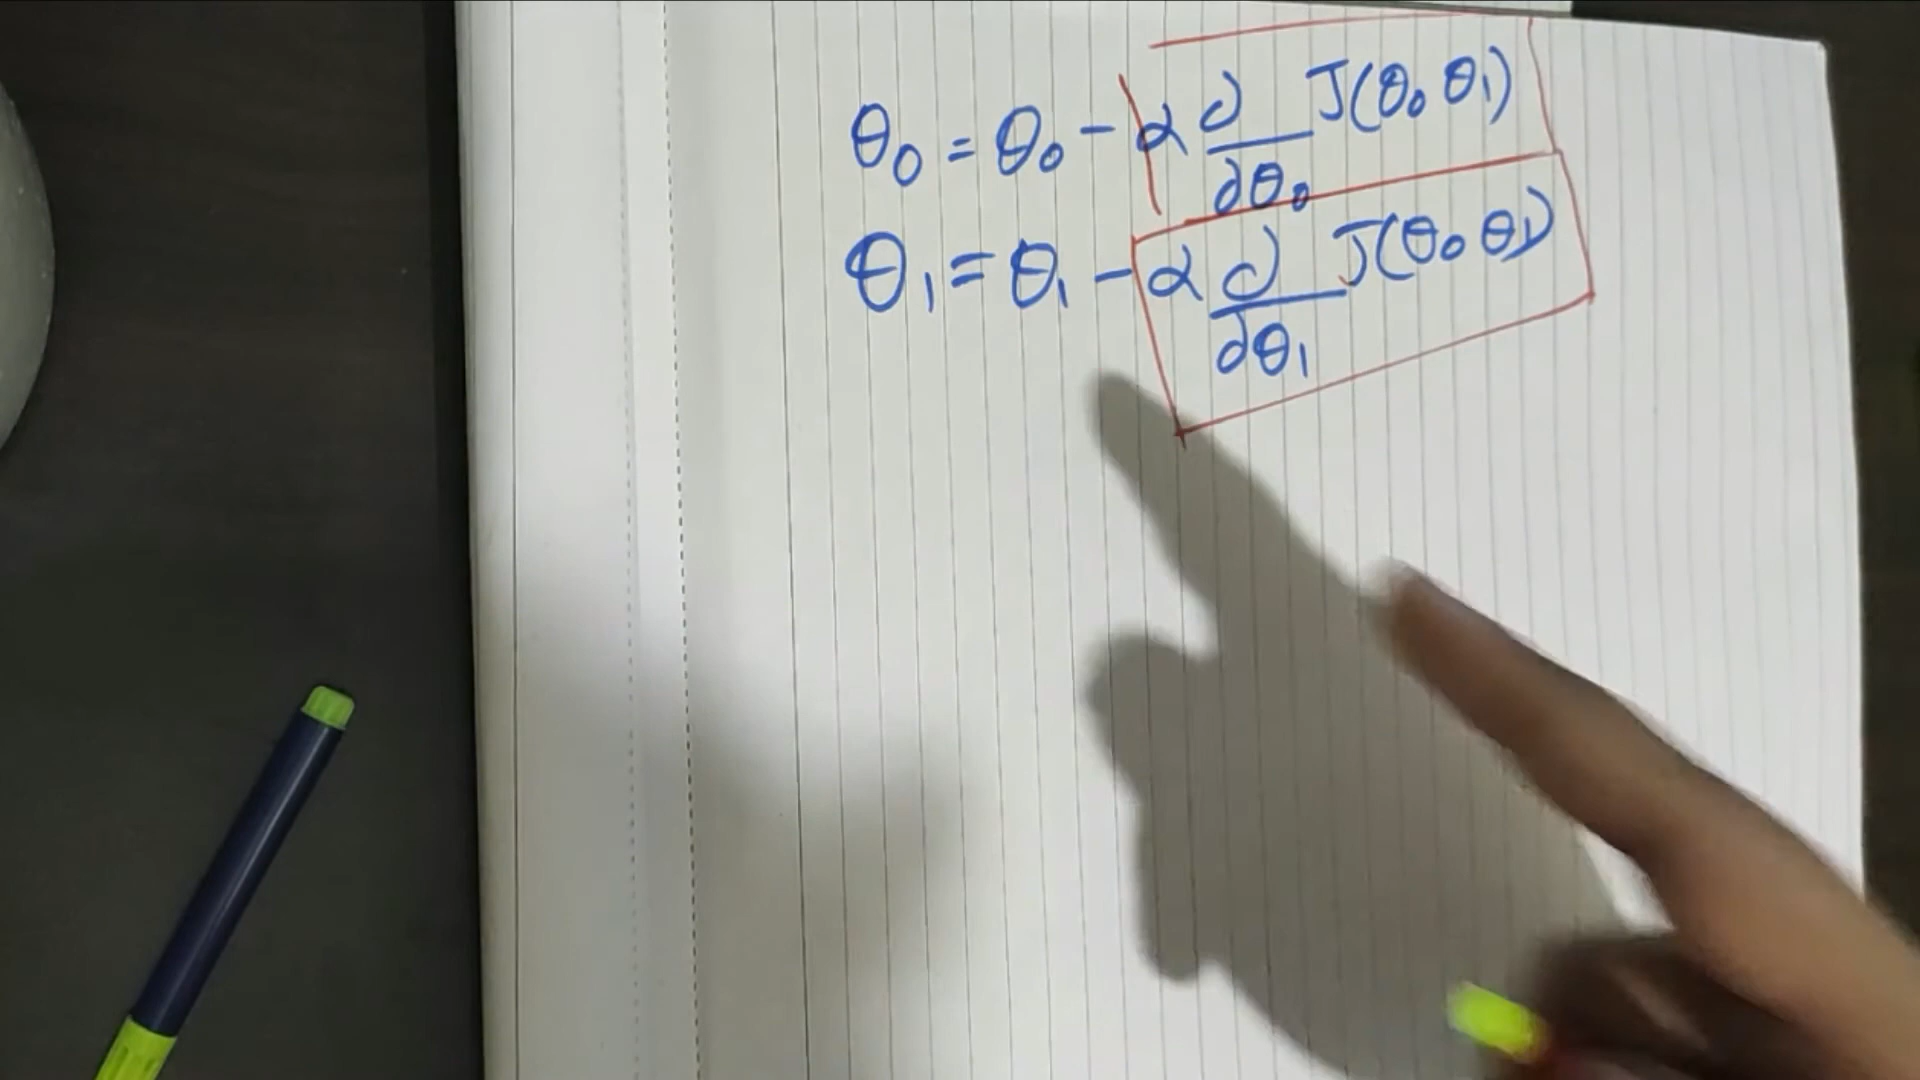 θ₀ = θ₀ - α ∂/∂θ₀ J(θ₀ θ₁)
θ₁ = θ₁ - α ∂/∂θ₁ J(θ₀ θ₁)